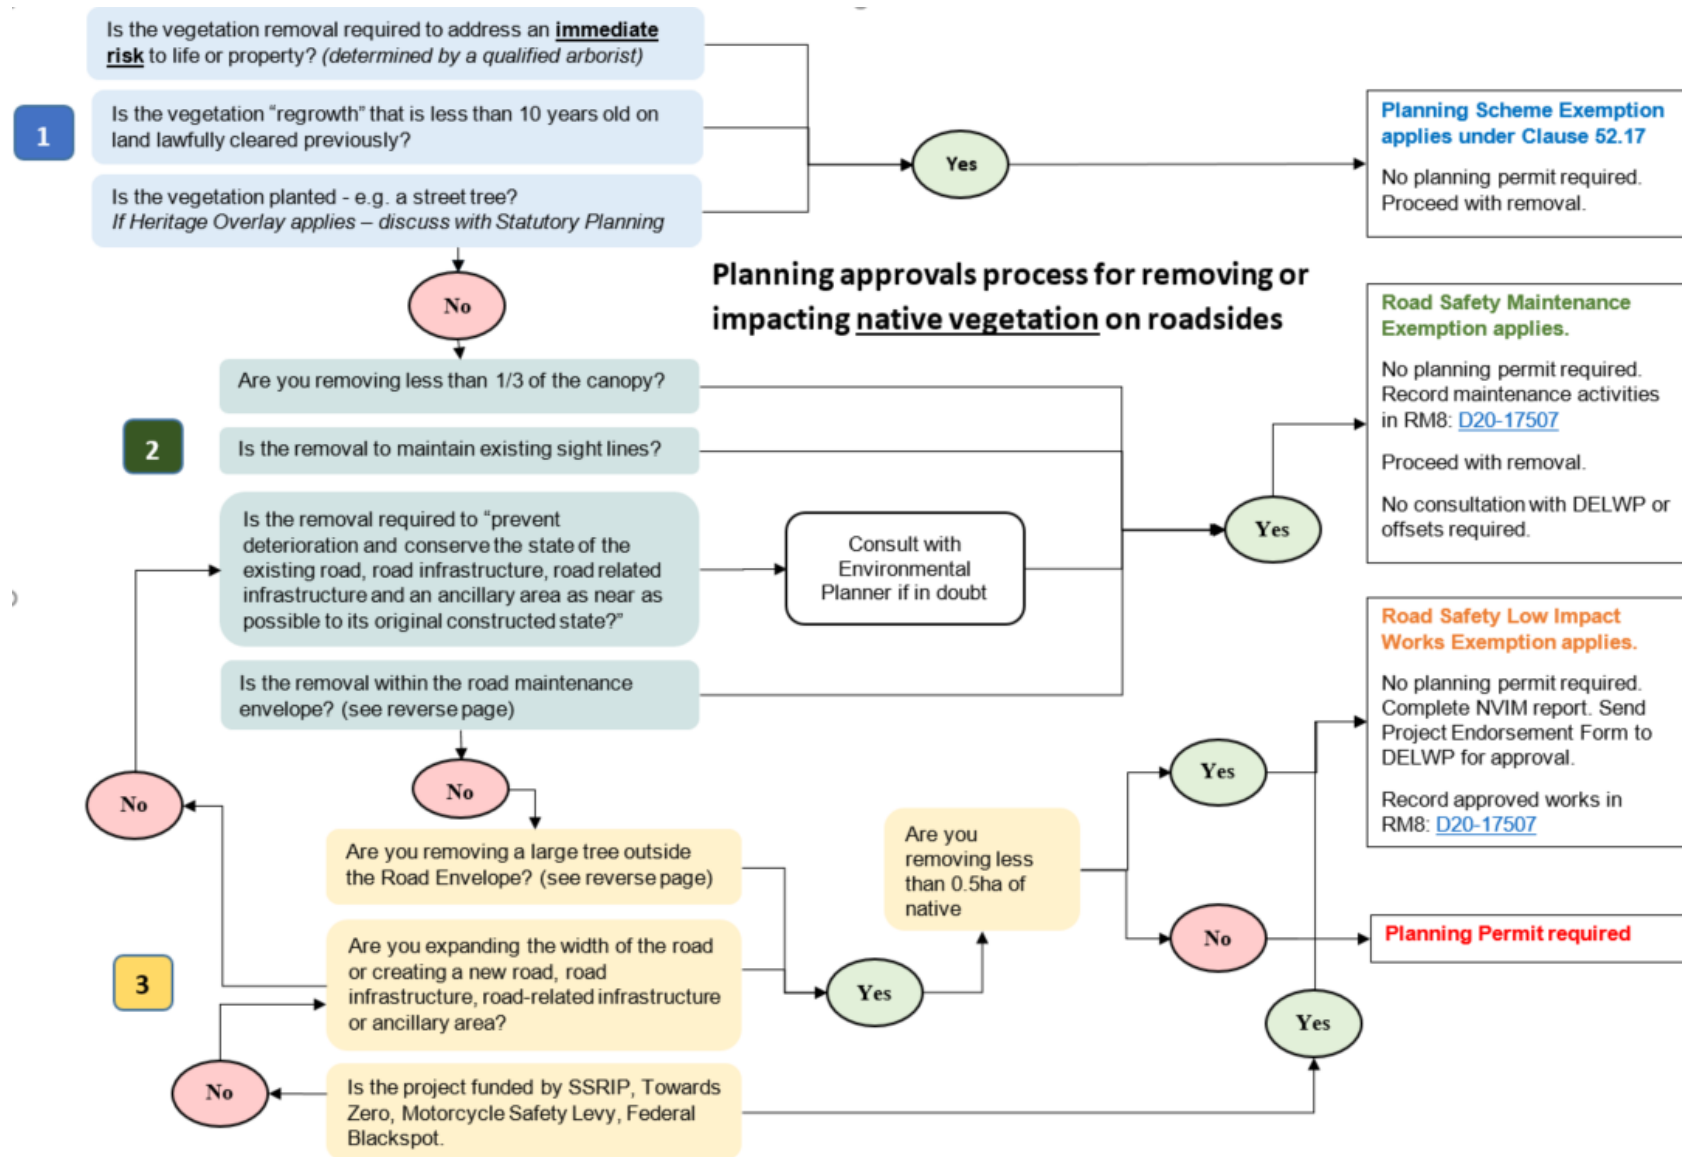 Is the vegetation removal required to address an immediate
risk to life or property? (determined by a qualified arborist)
1
Is the vegetation “regrowth” that is less than 10 years old on
land lawfully cleared previously?
Is the vegetation planted - e.g. a street tree?
If Heritage Overlay applies – discuss with Statutory Planning
Yes
Planning Scheme Exemption
applies under Clause 52.17
No planning permit required.
Proceed with removal.
No
Planning approvals process for removing or
impacting native vegetation on roadsides
2
Are you removing less than 1/3 of the canopy?
Is the removal to maintain existing sight lines?
Is the removal required to “prevent
deterioration and conserve the state of the
existing road, road infrastructure, road related
infrastructure and an ancillary area as near as
possible to its original constructed state?”
Consult with
Environmental
Planner if in doubt
Is the removal within the road maintenance
envelope? (see reverse page)
Yes
Road Safety Maintenance
Exemption applies.
No planning permit required.
Record maintenance activities
in RM8: D20-17507
Proceed with removal.
No consultation with DELWP or
offsets required.
No
No
3
Are you removing a large tree outside
the Road Envelope? (see reverse page)
Are you expanding the width of the road
or creating a new road, road
infrastructure, road-related infrastructure
or ancillary area?
No
Is the project funded by SSRIP, Towards
Zero, Motorcycle Safety Levy, Federal
Blackspot.
Yes
Are you
removing less
than 0.5ha of
native
Yes
No
Yes
Road Safety Low Impact
Works Exemption applies.
No planning permit required.
Complete NVIM report. Send
Project Endorsement Form to
DELWP for approval.
Record approved works in
RM8: D20-17507
Planning Permit required